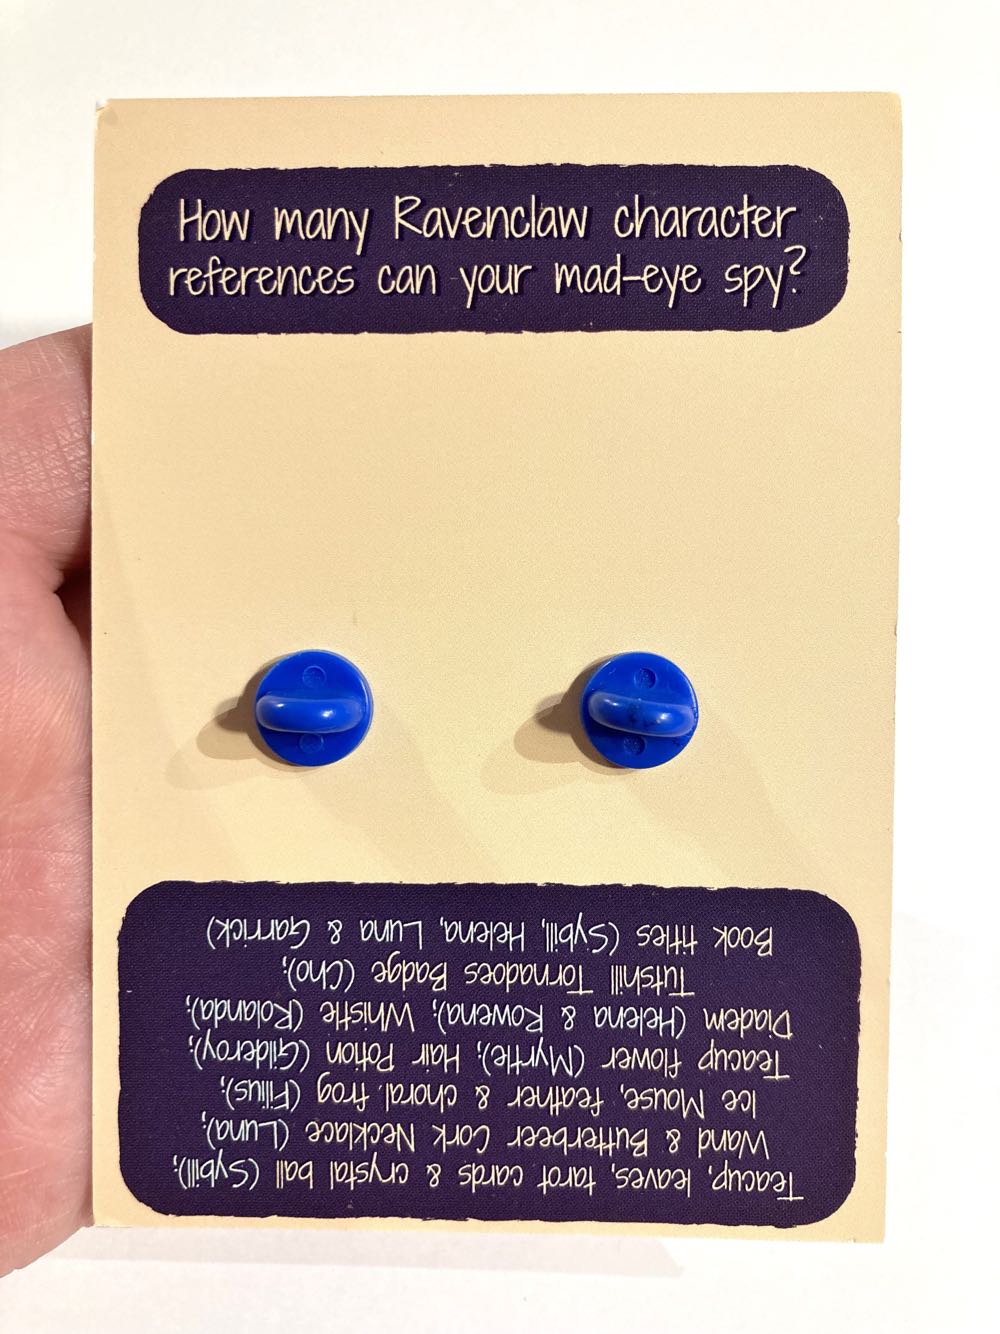 How many Ravenclaw character
references can your mad-eye spy?
Teacup, leaves, tarot cards & crystal ball (Sybill);
Wand & Butterbeer Cork Necklace (Luna);
Ice Mouse, feather & choral frog (Filius);
Teacup flower (Myrtle); Hair Potion (Gilderoy);
Diadem (Helena & Rowena); Whistle (Rolanda);
Tutshill Tornadoes Badge (Cho);
Book titles (Sybill, Helena, Luna & Garrick)